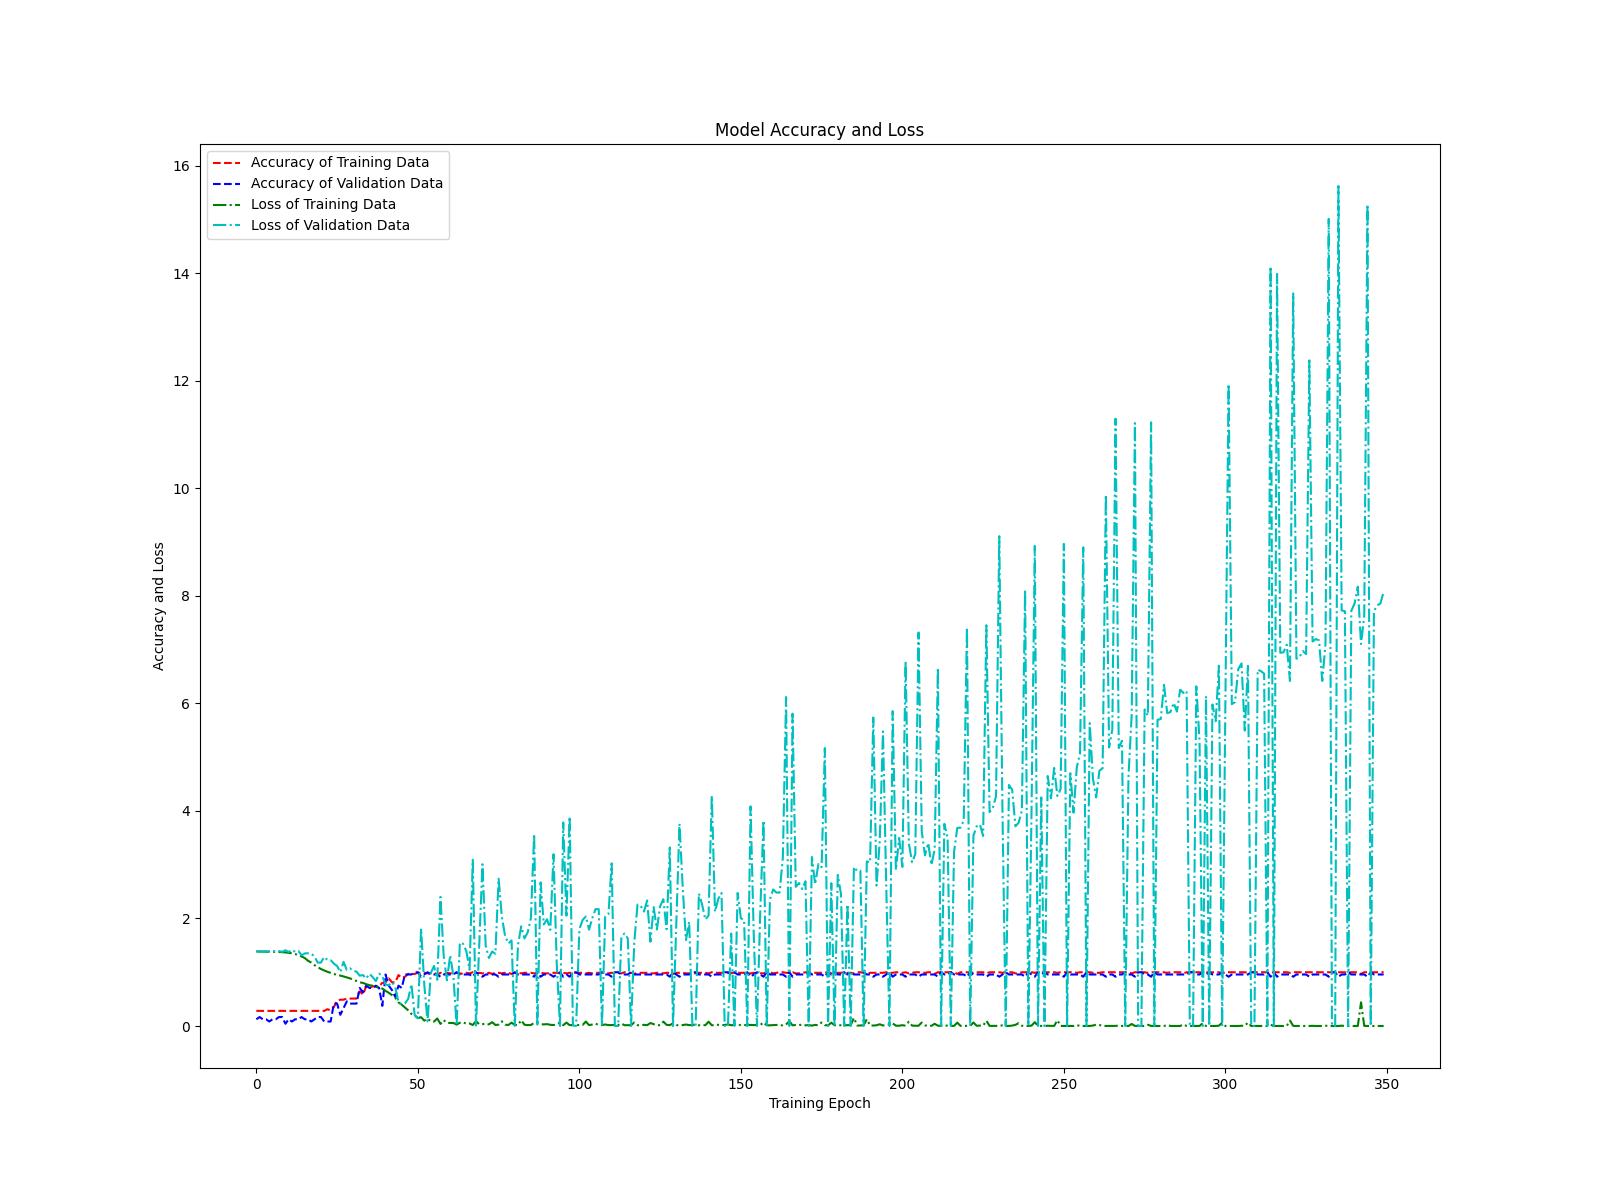 Model Accuracy and Loss
Accuracy of Training Data
Accuracy of Validation Data
Loss of Training Data
Loss of Validation Data
16
14
12
10
8
6
4
2
0
Accuracy and Loss
0 50 100 150 200 250 300 350
Training Epoch